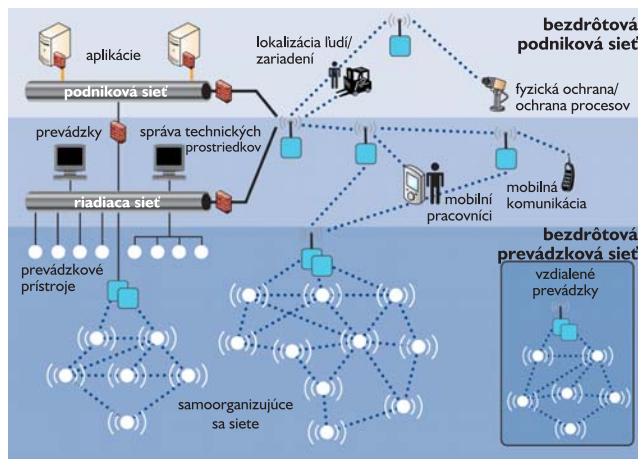 bezdrôtová
podniková sieť
aplikácie
lokalizácia ľudí/
zariadení
podniková sieť
fyzická ochrana/
ochrana procesov
prevádzky
správa technických
prostriedkov
mobilní
pracovníci
mobilná
komunikácia
riadiaca sieť
bezdrôtová
prevádzková sieť
prevádzkové
prístroje
vzdialené
prevádzky
samoorganizujúce
sa siete